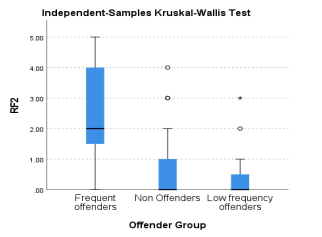 Independent-Samples Kruskal-Wallis Test
5.00
4.00
3.00
2.00
1.00
.00
RF2
Frequent offenders
Non Offenders
Low frequency offenders
Offender Group